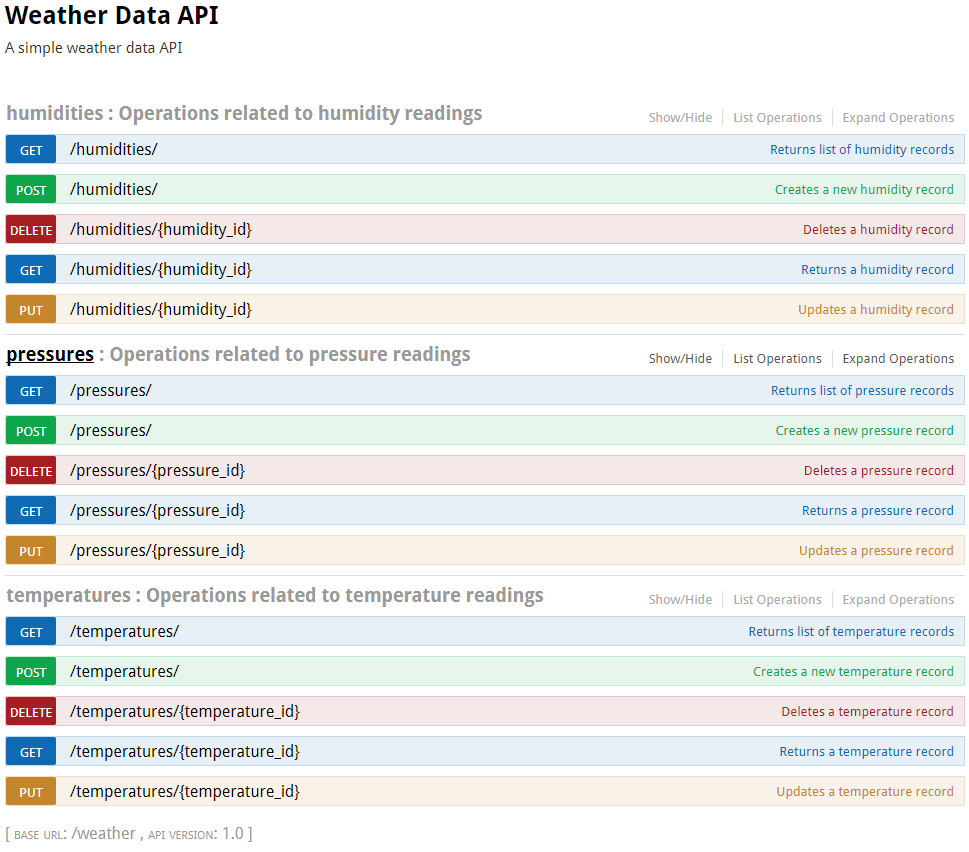 Weather Data API
A simple weather data API
humidities : Operations related to humidity readings Show/Hide List Operations Expand Operations
GET /humidities/ Returns list of humidity records
POST /humidities/ Creates a new humidity record
DELETE /humidities/{humidity_id} Deletes a humidity record
GET /humidities/{humidity_id} Returns a humidity record
PUT /humidities/{humidity_id} Updates a humidity record
pressures : Operations related to pressure readings Show/Hide List Operations Expand Operations
GET /pressures/ Returns list of pressure records
POST /pressures/ Creates a new pressure record
DELETE /pressures/{pressure_id} Deletes a pressure record
GET /pressures/{pressure_id} Returns a pressure record
PUT /pressures/{pressure_id} Updates a pressure record
temperatures : Operations related to temperature readings Show/Hide List Operations Expand Operations
GET /temperatures/ Returns list of temperature records
POST /temperatures/ Creates a new temperature record
DELETE /temperatures/{temperature_id} Deletes a temperature record
GET /temperatures/{temperature_id} Returns a temperature record
PUT /temperatures/{temperature_id} Updates a temperature record
[ BASE URL: /weather , API VERSION: 1.0 ]